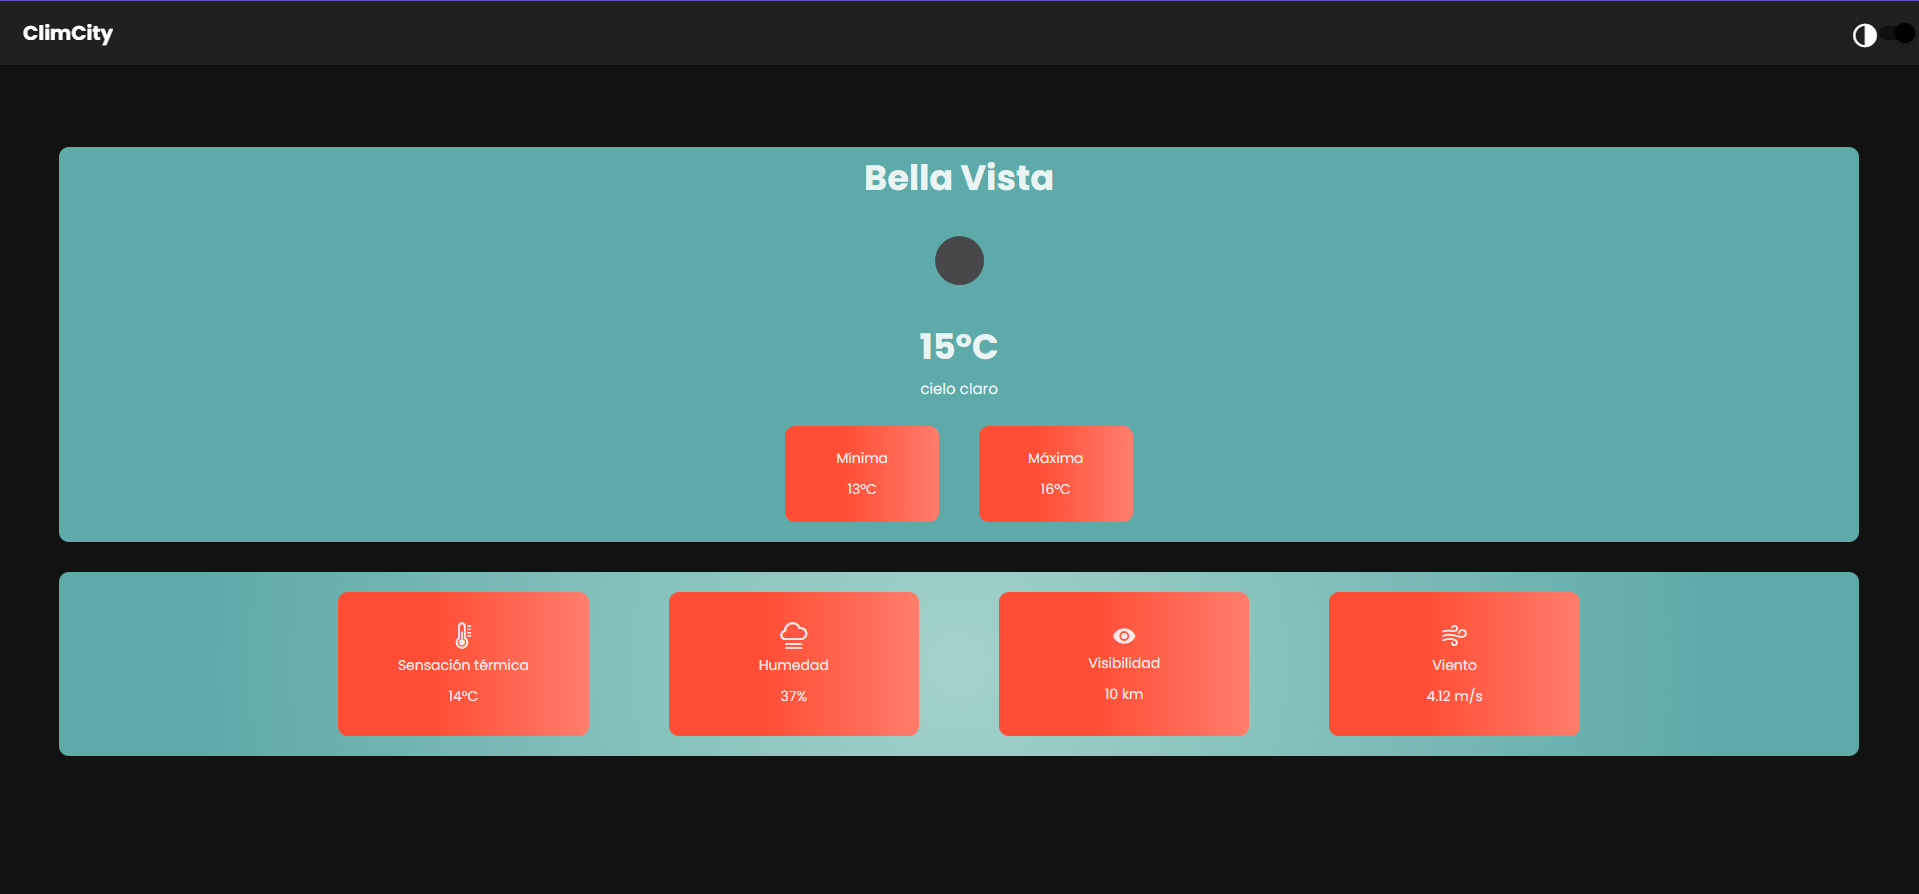 ClimCity
Bella Vista
15°C
cielo claro
Mínima
13°C
Máxima
16°C
Sensación térmica
14°C
Humedad
37%
Visibilidad
10 km
Viento
4.12 m/s